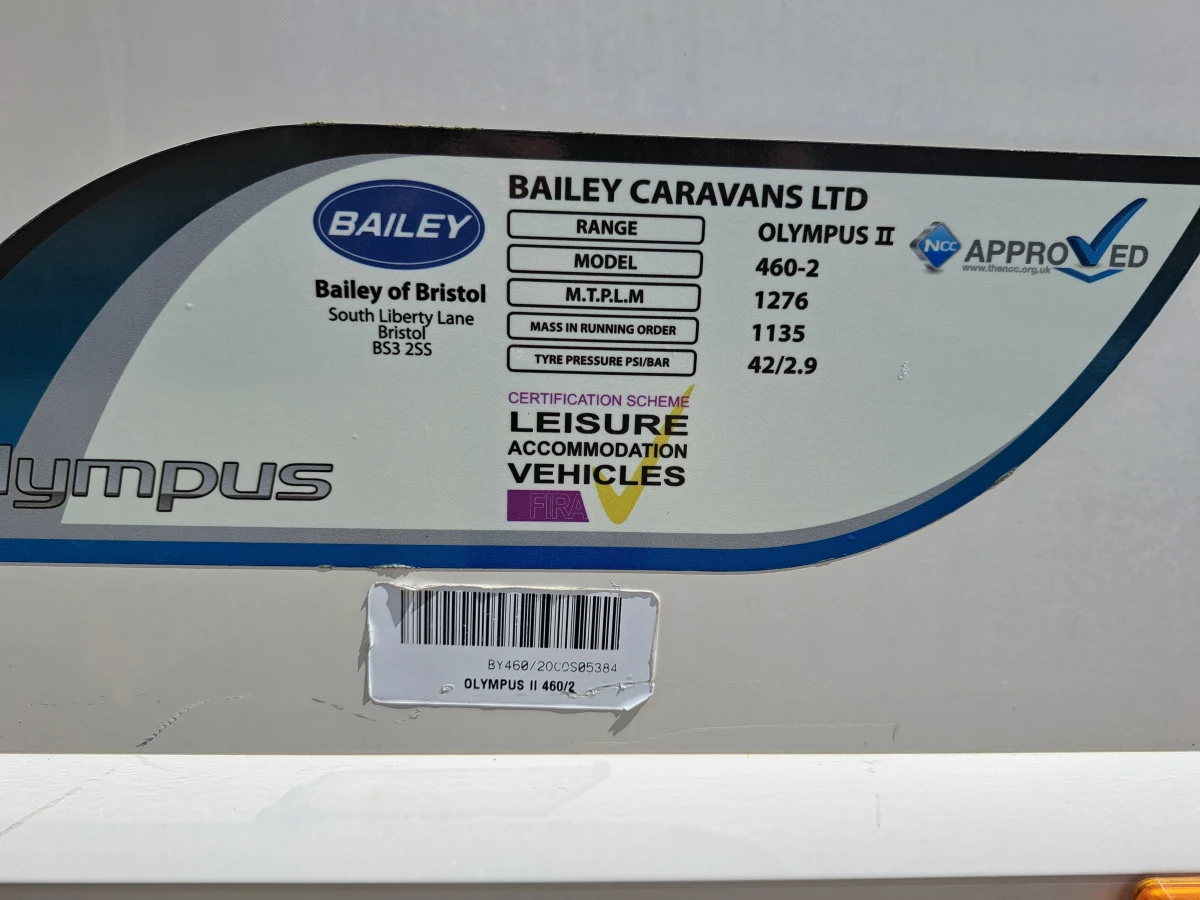 BAILEY
Bailey of Bristol
South Liberty Lane
Bristol
BS3 2SS
BAILEY CARAVANS LTD
RANGE OLYMPUS II
MODEL 460-2
M.T.P.L.M 1276
MASS IN RUNNING ORDER 1135
TYRE PRESSURE PSI/BAR 42/2.9
NCC APPROVED
www.thencc.org.uk
CERTIFICATION SCHEME
LEISURE
ACCOMMODATION
VEHICLES
FIRA
lympus
OLYMPUS II 460/2